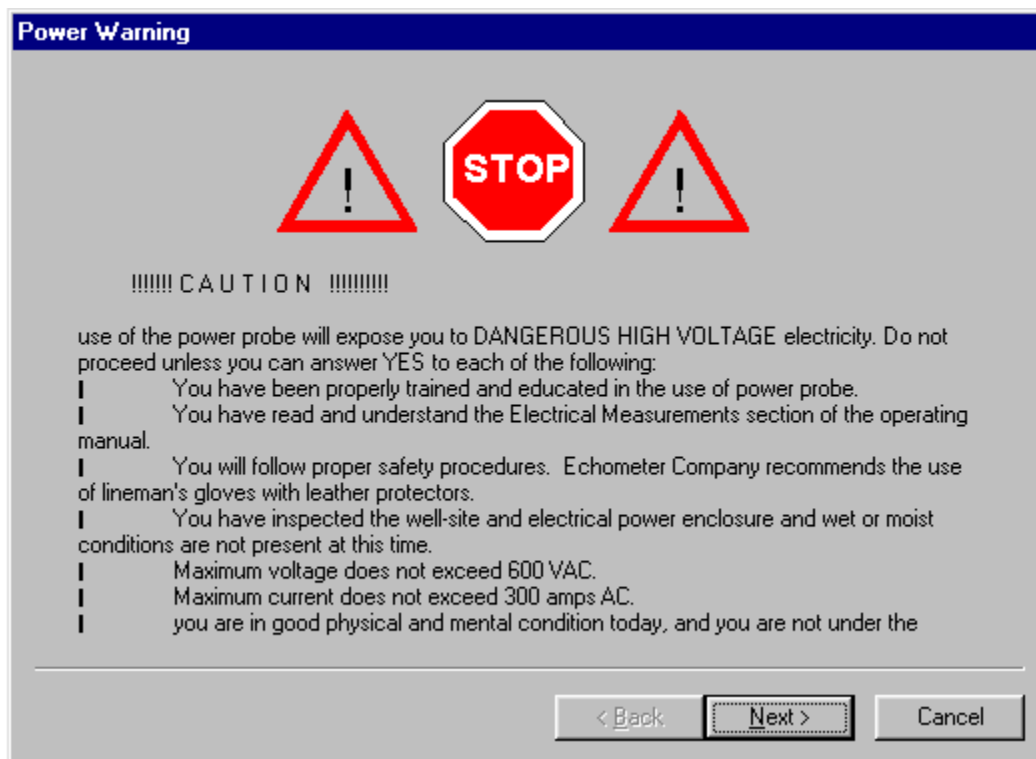 Power Warning
! STOP !
!!!!!!! C A U T I O N !!!!!!!!!!
use of the power probe will expose you to DANGEROUS HIGH VOLTAGE electricity. Do not
proceed unless you can answer YES to each of the following:
You have been properly trained and educated in the use of power probe.
You have read and understand the Electrical Measurements section of the operating
manual.
You will follow proper safety procedures. Echometer Company recommends the use
of lineman's gloves with leather protectors.
You have inspected the well-site and electrical power enclosure and wet or moist
conditions are not present at this time.
Maximum voltage does not exceed 600 VAC.
Maximum current does not exceed 300 amps AC.
you are in good physical and mental condition today, and you are not under the
< Back Next > Cancel